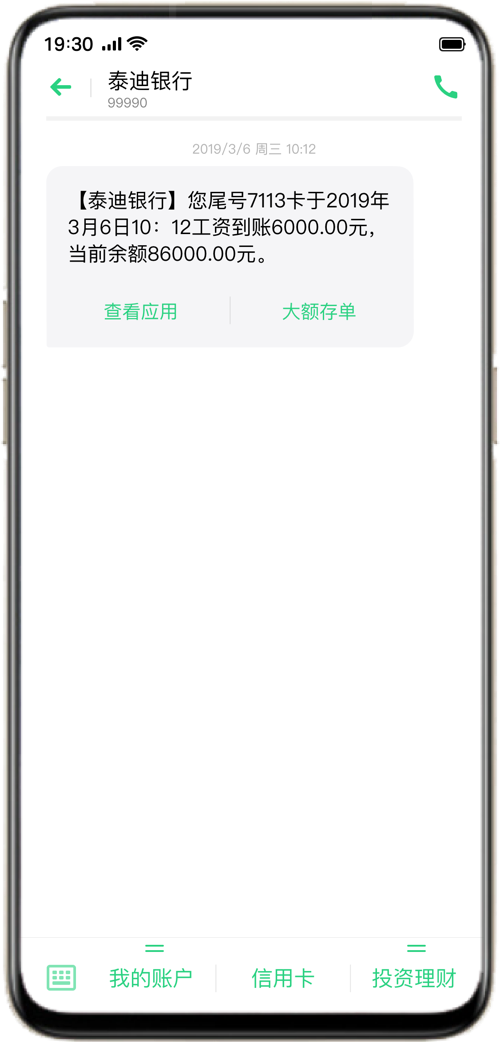 19:30
泰迪银行
99990
2019/3/6 周三 10:12
【泰迪银行】您尾号7113卡于2019年
3月6日10：12工资到账6000.00元，
当前余额86000.00元。
查看应用 大额存单
我的账户 信用卡 投资理财